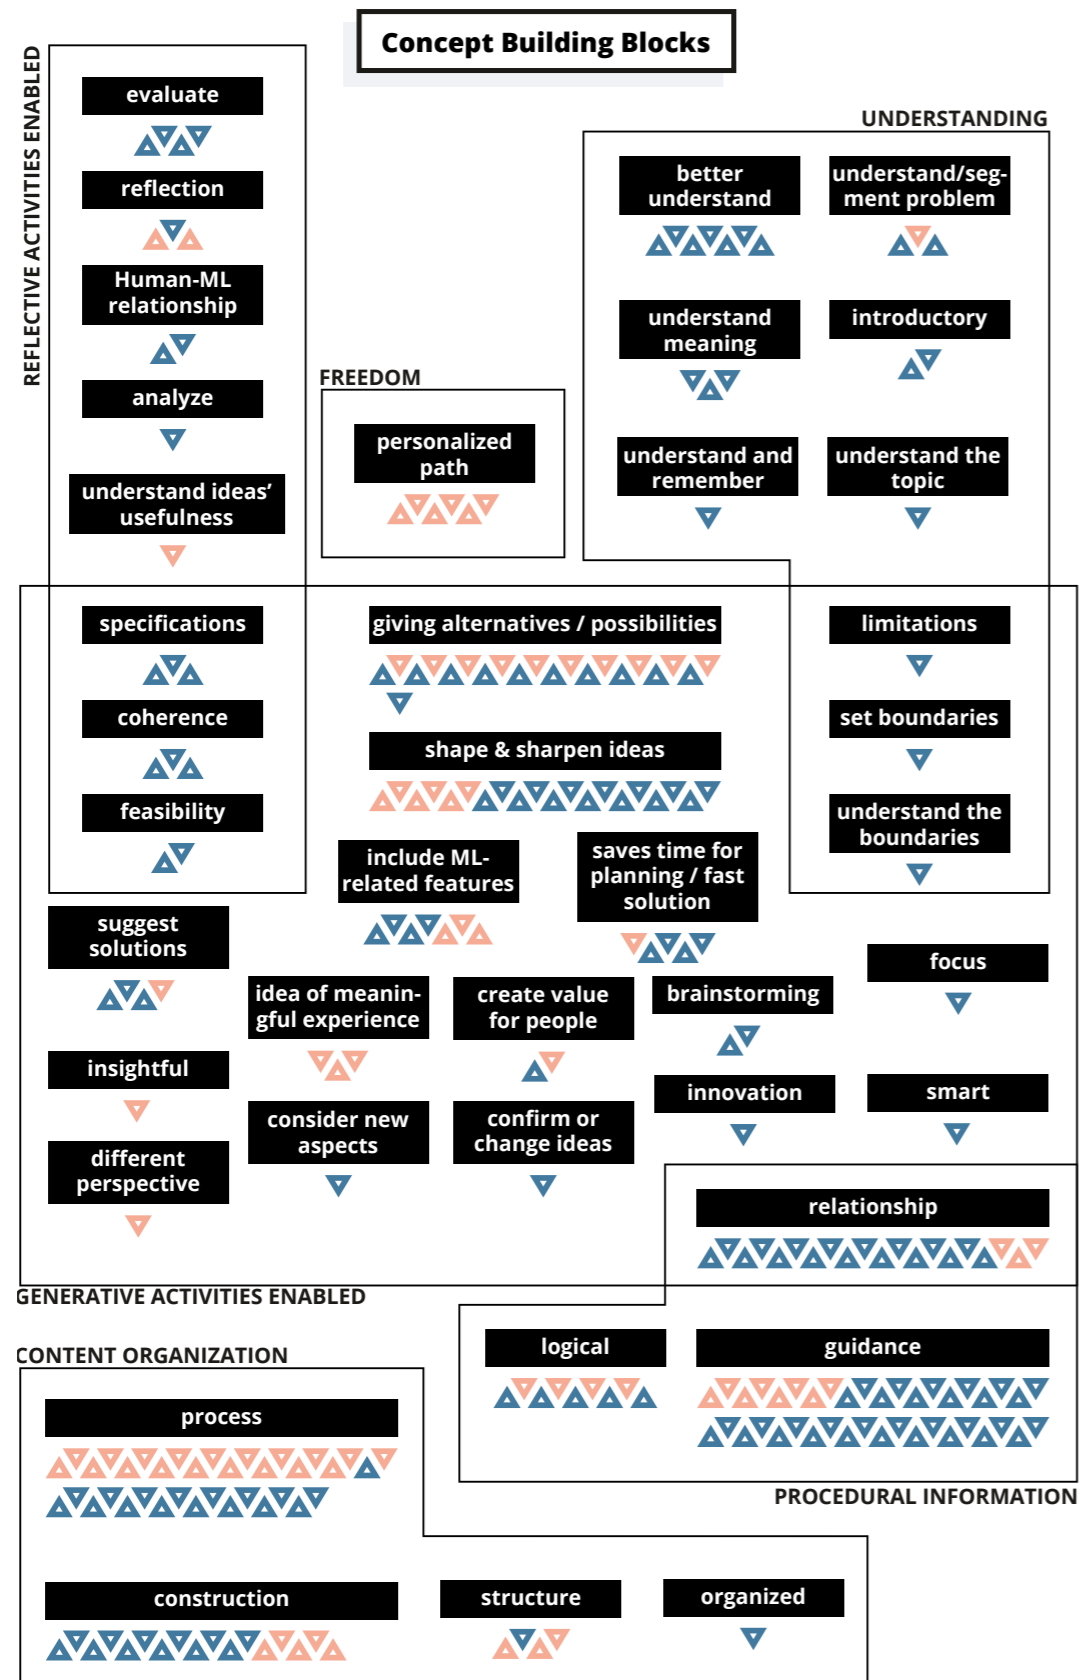 Concept Building Blocks
REFLECTIVE ACTIVITIES ENABLED
evaluate
reflection
Human-ML
relationship
analyze
understand ideas’
usefulness
FREEDOM
personalized
path
UNDERSTANDING
better
understand
understand/seg-
ment problem
understand
meaning
introductory
understand and
remember
understand the
topic
specifications
coherence
feasibility
giving alternatives / possibilities
shape & sharpen ideas
limitations
set boundaries
understand the
boundaries
include ML-
related features
saves time for
planning / fast
solution
suggest
solutions
idea of meanin-
gful experience
create value
for people
brainstorming
focus
insightful
consider new
aspects
confirm or
change ideas
innovation
smart
different
perspective
relationship
GENERATIVE ACTIVITIES ENABLED
logical
guidance
PROCEDURAL INFORMATION
CONTENT ORGANIZATION
process
construction
structure
organized